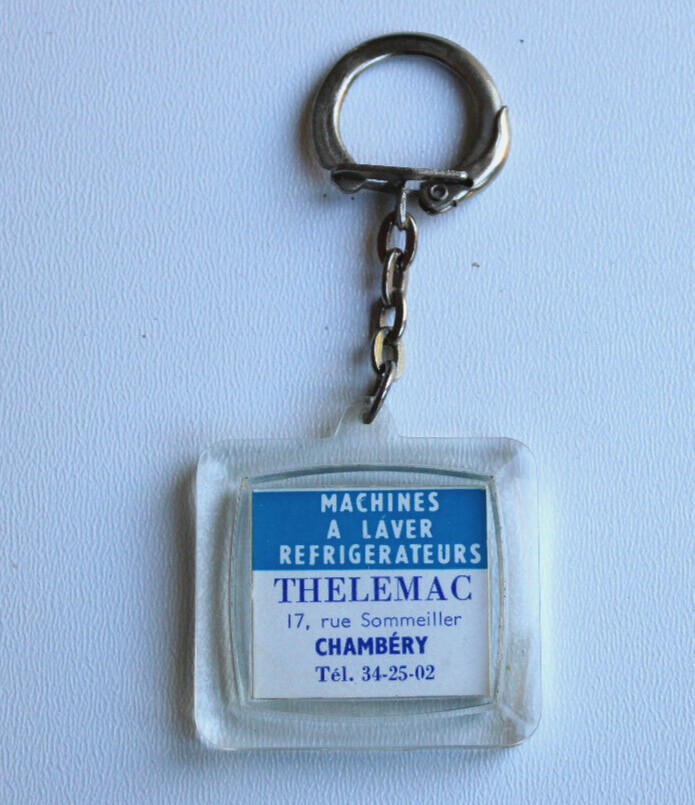 MACHINES
A LAVER
REFRIGERATEURS
THELEMAC
17, rue Sommeiller
CHAMBÉRY
Tél. 34-25-02